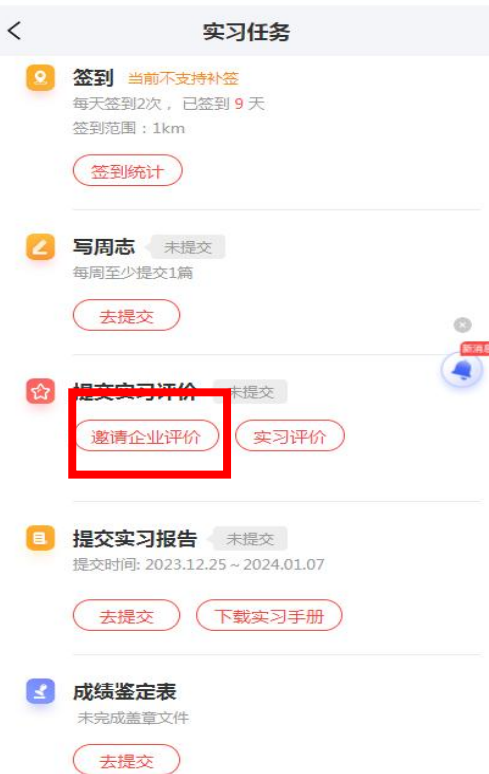 实习任务
签到 当前不支持补签
每天签到2次，已签到 9 天
签到范围：1km
签到统计
写周志 未提交
每周至少提交1篇
去提交
新消息
提交实习评价 未提交
邀请企业评价 实习评价
提交实习报告 未提交
提交时间: 2023.12.25～2024.01.07
去提交 下载实习手册
成绩鉴定表
未完成盖章文件
去提交